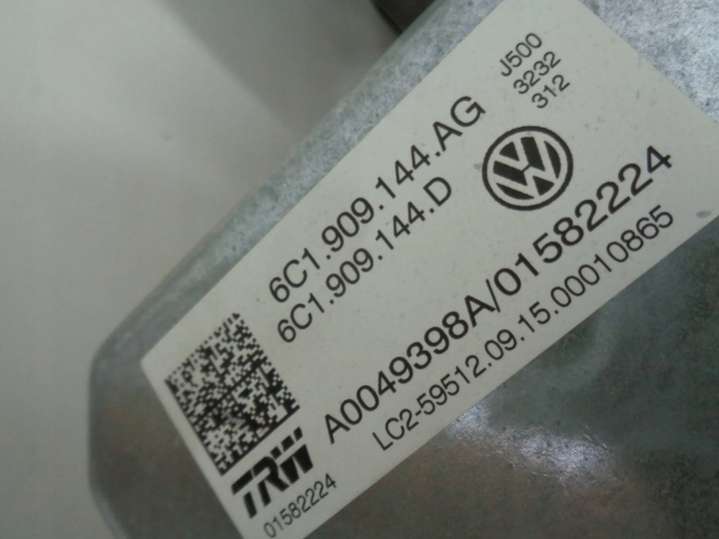 J500
3232
312
6C1.909.144.AG
6C1.909.144.D
A0049398A/01582224
LC2-59512.09.15.00010865
TRW
01582224